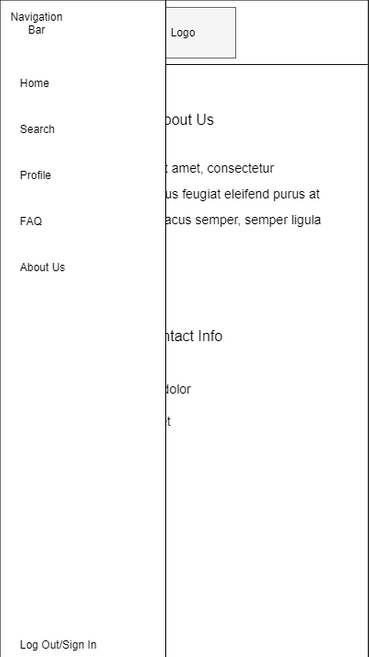 Navigation
Bar
Logo
Home
Search
bout Us
Profile
t amet, consectetur
us feugiat eleifend purus at
FAQ
acus semper, semper ligula
About Us
ntact Info
dolor
t
Log Out/Sign In